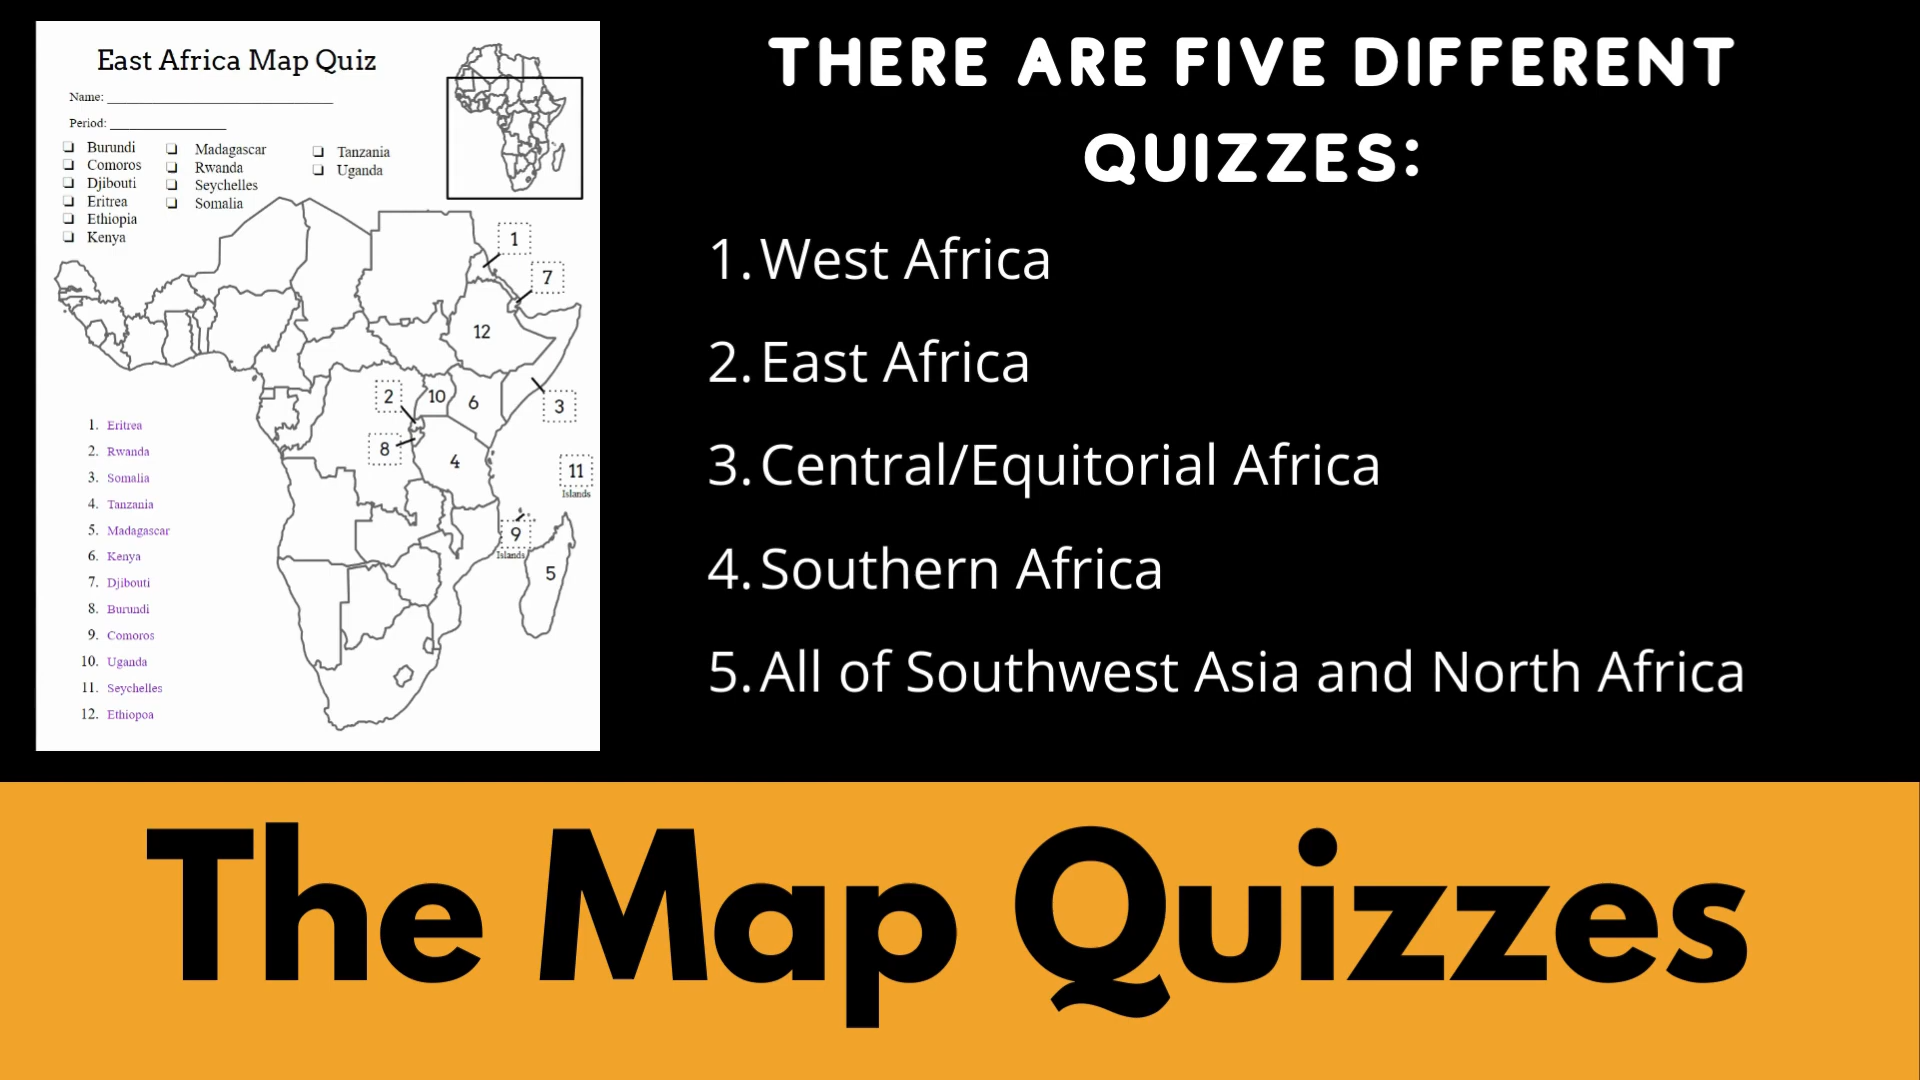 East Africa Map Quiz
Name: ___________________________________
Period: __________________
❏ Burundi
❏ Comoros
❏ Djibouti
❏ Eritrea
❏ Ethiopia
❏ Kenya
❏ Madagascar
❏ Rwanda
❏ Seychelles
❏ Somalia
❏ Tanzania
❏ Uganda
1
7
12
2
10
6
3
8
4
11
Islands
9
Islands
5
1. Eritrea
2. Rwanda
3. Somalia
4. Tanzania
5. Madagascar
6. Kenya
7. Djibouti
8. Burundi
9. Comoros
10. Uganda
11. Seychelles
12. Ethiopoa
THERE ARE FIVE DIFFERENT
QUIZZES:
1. West Africa
2. East Africa
3. Central/Equitorial Africa
4. Southern Africa
5. All of Southwest Asia and North Africa
The Map Quizzes